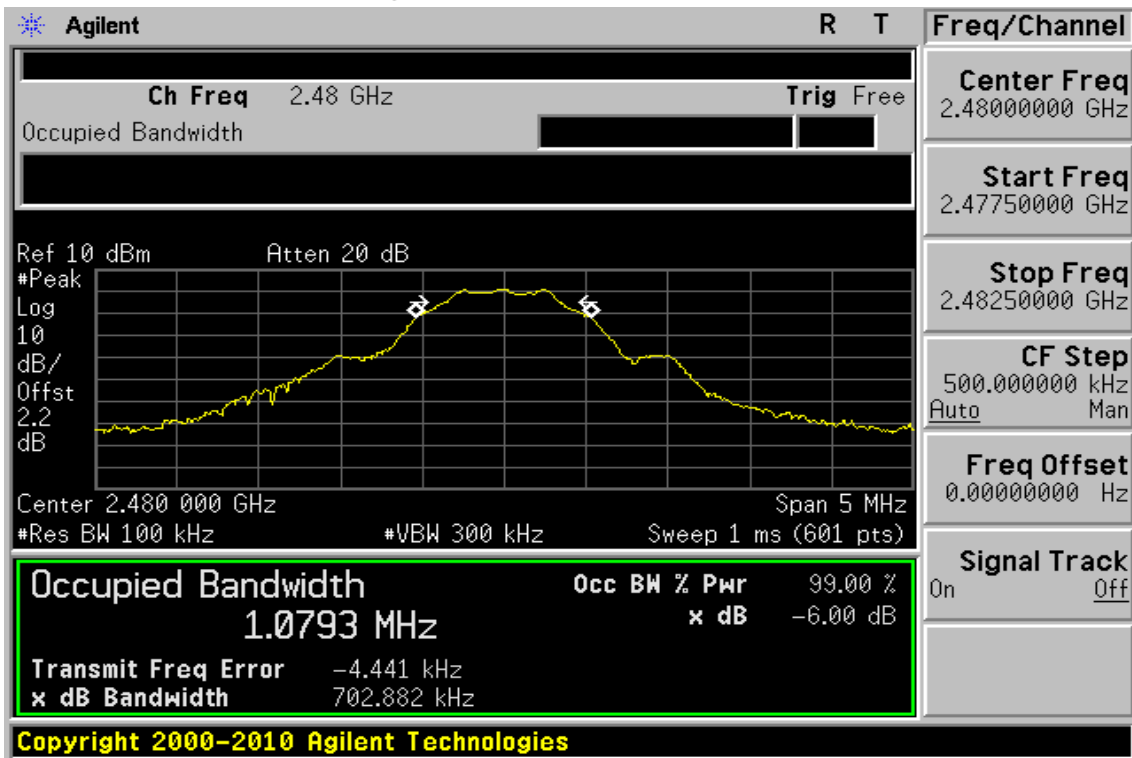 Agilent R T
Freq/Channel
Ch Freq 2.48 GHz Trig Free
Occupied Bandwidth
Center Freq
2.48000000 GHz
Start Freq
2.47750000 GHz
Stop Freq
2.48250000 GHz
CF Step
500.000000 kHz
Auto Man
Freq Offset
0.00000000 Hz
Signal Track
On Off
Ref 10 dBm Atten 20 dB
#Peak
Log
10
dB/
Offst
2.2
dB
Center 2.480 000 GHz Span 5 MHz
#Res BW 100 kHz #VBW 300 kHz Sweep 1 ms (601 pts)
Occupied Bandwidth
1.0793 MHz
Occ BW % Pwr 99.00 %
x dB -6.00 dB
Transmit Freq Error -4.441 kHz
x dB Bandwidth 702.882 kHz
Copyright 2000-2010 Agilent Technologies